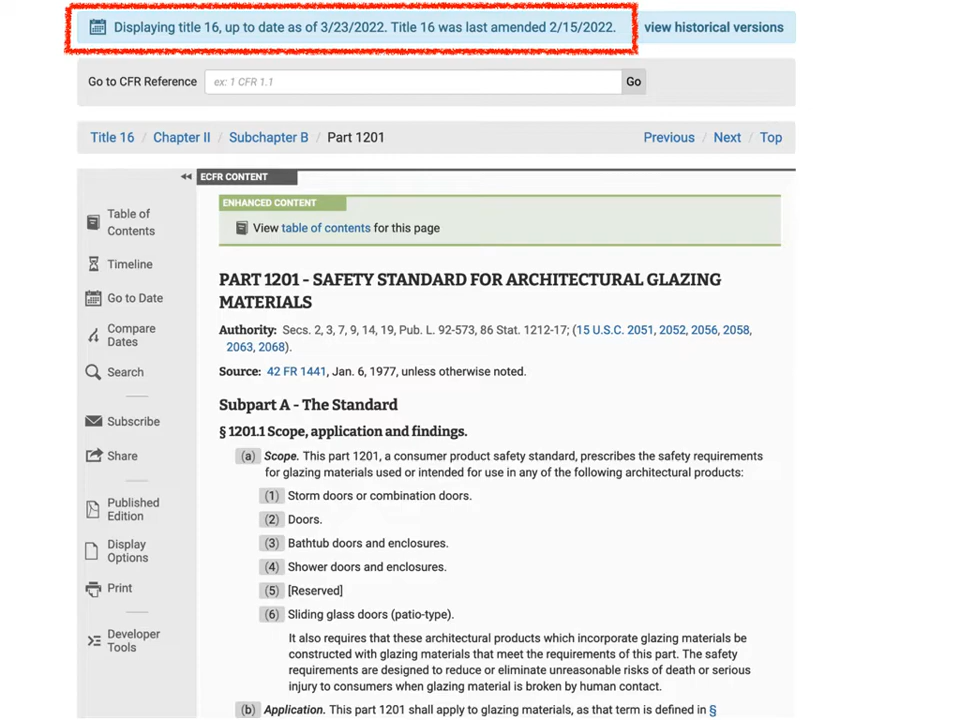 Displaying title 16, up to date as of 3/23/2022. Title 16 was last amended 2/15/2022. view historical versions
Go to CFR Reference ex: 1 CFR 1.1 Go
Title 16 / Chapter II / Subchapter B / Part 1201 Previous / Next / Top
ECFR CONTENT
ENHANCED CONTENT
View table of contents for this page
Table of
Contents
Timeline
Go to Date
Compare
Dates
Search
Subscribe
Share
Published
Edition
Display
Options
Print
Developer
Tools
PART 1201 - SAFETY STANDARD FOR ARCHITECTURAL GLAZING
MATERIALS
Authority: Secs. 2, 3, 7, 9, 14, 19, Pub. L. 92-573, 86 Stat. 1212-17; (15 U.S.C. 2051, 2052, 2056, 2058,
2063, 2068).
Source: 42 FR 1441, Jan. 6, 1977, unless otherwise noted.
Subpart A - The Standard
§ 1201.1 Scope, application and findings.
(a) Scope. This part 1201, a consumer product safety standard, prescribes the safety requirements
for glazing materials used or intended for use in any of the following architectural products:
(1) Storm doors or combination doors.
(2) Doors.
(3) Bathtub doors and enclosures.
(4) Shower doors and enclosures.
(5) [Reserved]
(6) Sliding glass doors (patio-type).
It also requires that these architectural products which incorporate glazing materials be
constructed with glazing materials that meet the requirements of this part. The safety
requirements are designed to reduce or eliminate unreasonable risks of death or serious
injury to consumers when glazing material is broken by human contact.
(b) Application. This part 1201 shall apply to glazing materials, as that term is defined in §